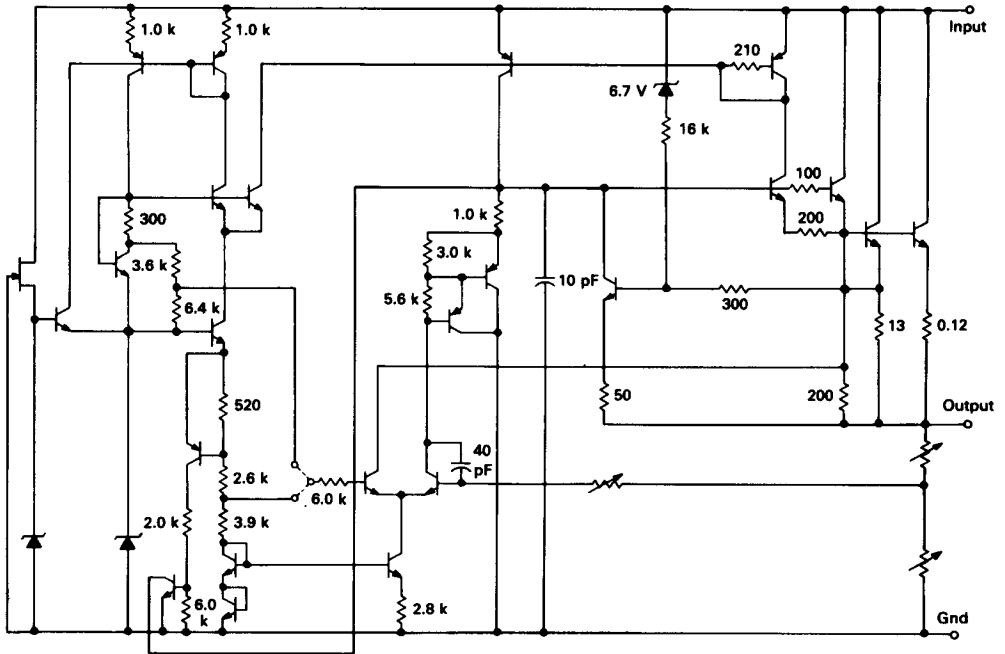 1.0 k
1.0 k
Input
210
6.7 V
16 k
100
300
1.0 k
200
3.6 k
3.0 k
6.4 k
5.6 k
10 pF
300
13
0.12
520
50
200
Output
40
pF
2.6 k
6.0 k
2.0 k
3.9 k
6.0
k
2.8 k
Gnd